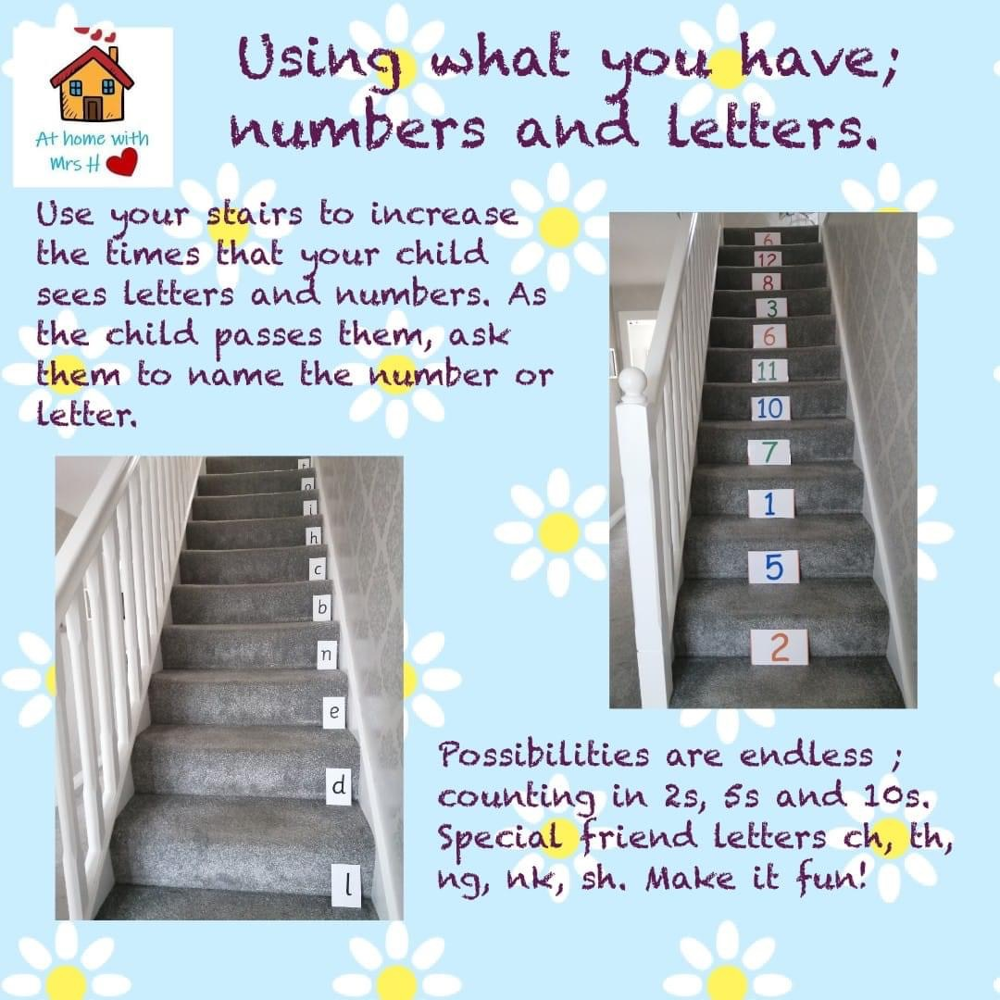 At home with
Mrs H
Using what you have;
numbers and letters.
Use your stairs to increase
the times that your child
sees letters and numbers. As
the child passes them, ask
them to name the number or
letter.
6
12
8
3
6
11
10
7
1
5
2
t
o
i
h
c
b
n
e
d
l
Possibilities are endless ;
counting in 2s, 5s and 10s.
Special friend letters ch, th,
ng, nk, sh. Make it fun!